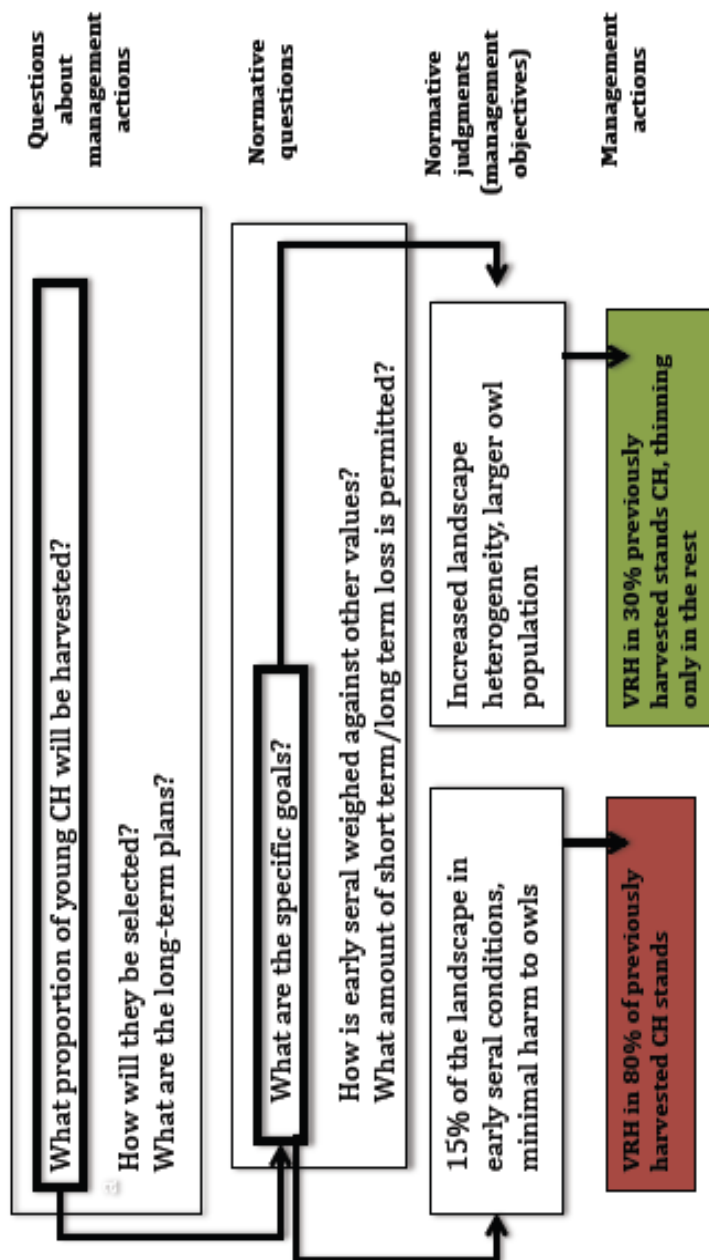 What proportion of young CH will be harvested?
How will they be selected?
What are the long-term plans?
Questions
about
management
actions
What are the specific goals?
How is early seral weighed against other values?
What amount of short term/long term loss is permitted?
Normative
questions
15% of the landscape in
early seral conditions,
minimal harm to owls
Increased landscape
heterogeneity, larger owl
population
Normative
judgments
(management
objectives)
VRH in 80% of previously
harvested CH stands
VRH in 30% previously
harvested stands CH, thinning
only in the rest
Management
actions